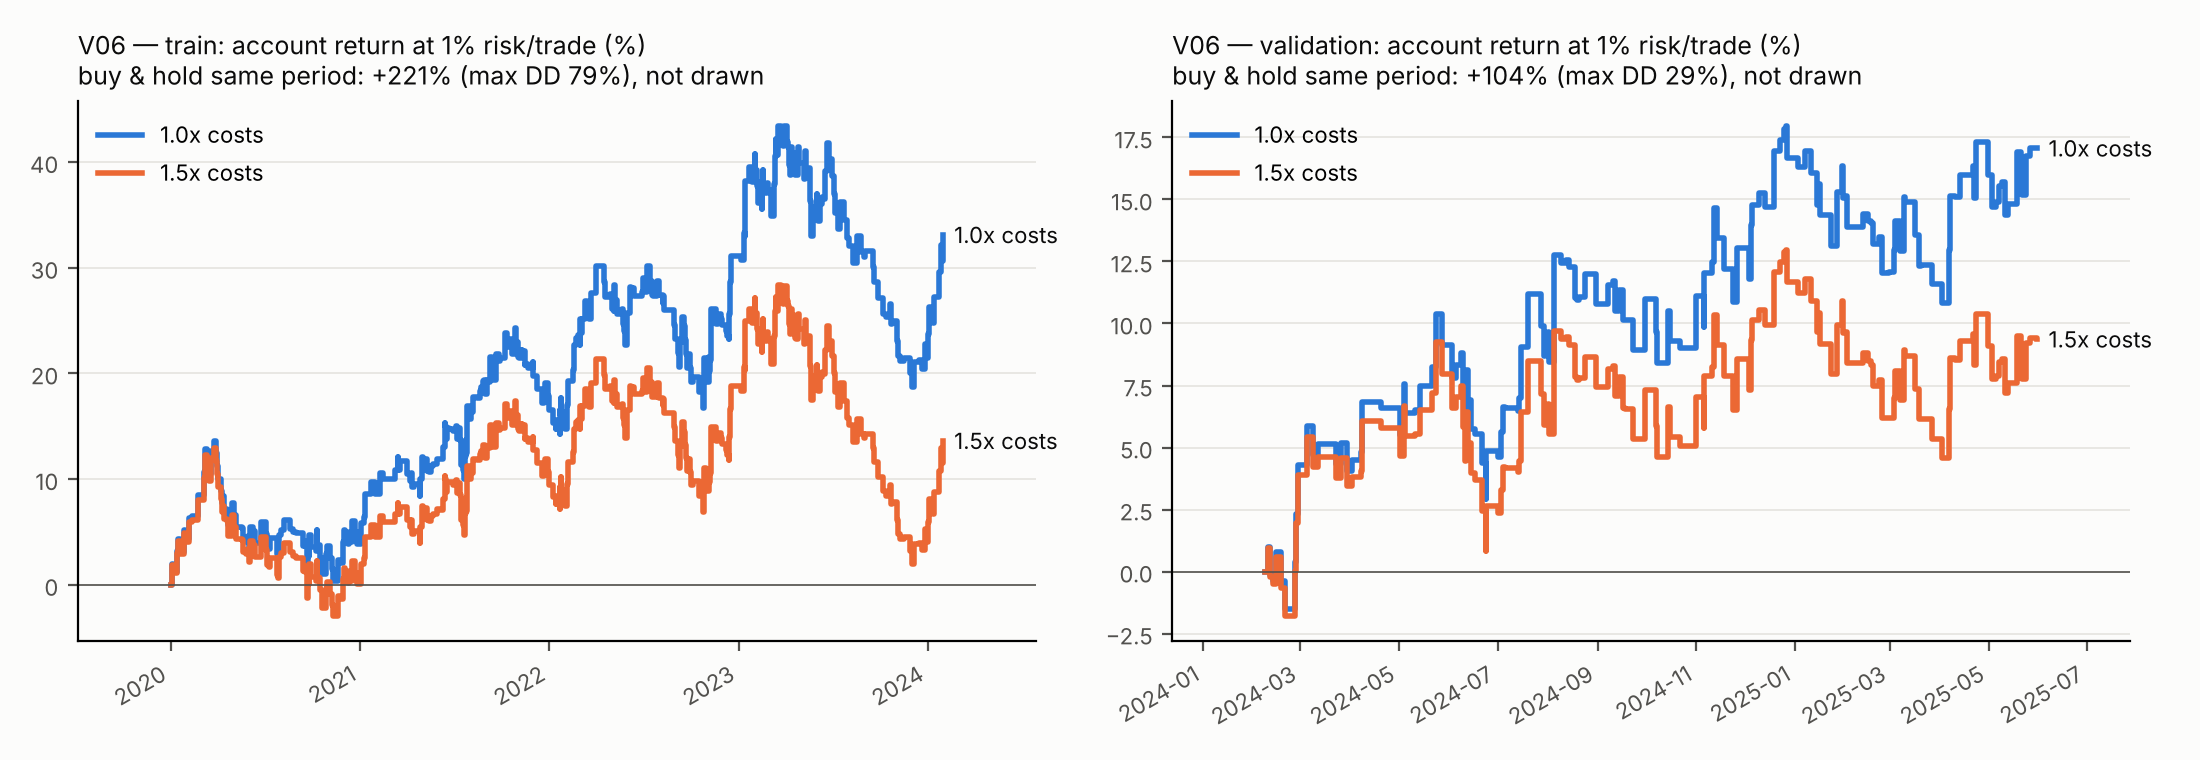 V06 — train: account return at 1% risk/trade (%)
buy & hold same period: +221% (max DD 79%), not drawn
1.0x costs
1.5x costs
40
30
20
10
0
1.0x costs
1.5x costs
2020
2021
2022
2023
2024
V06 — validation: account return at 1% risk/trade (%)
buy & hold same period: +104% (max DD 29%), not drawn
1.0x costs
1.5x costs
17.5
15.0
12.5
10.0
7.5
5.0
2.5
0.0
−2.5
1.0x costs
1.5x costs
2024-01
2024-03
2024-05
2024-07
2024-09
2024-11
2025-01
2025-03
2025-05
2025-07